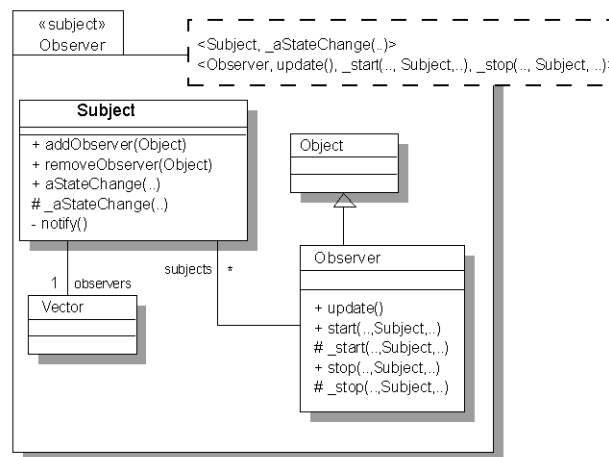 «subject»
Observer
<Subject, _aStateChange(..)>
<Observer, update(), _start(.., Subject,..), _stop(.., Subject, ..)>
Subject
+ addObserver(Object)
+ removeObserver(Object)
+ aStateChange(..)
# _aStateChange(..)
- notify()
Object
subjects *
1 observers
Vector
Observer
+ update()
+ start(..,Subject,..)
# _start(..,Subject,..)
+ stop(..,Subject,..)
# _stop(..,Subject,..)